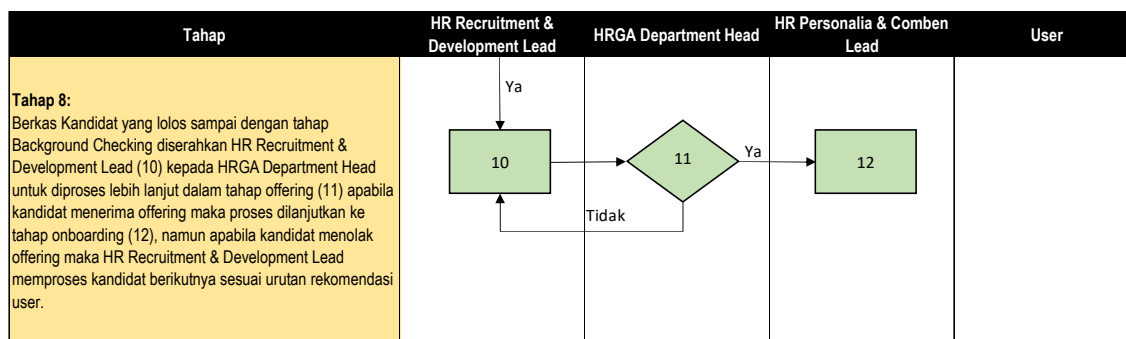 Tahap
HR Recruitment &
Development Lead
HRGA Department Head
HR Personalia & Comben
Lead
User
Tahap 8:
Berkas Kandidat yang lolos sampai dengan tahap
Background Checking diserahkan HR Recruitment &
Development Lead (10) kepada HRGA Department Head
untuk diproses lebih lanjut dalam tahap offering (11) apabila
kandidat menerima offering maka proses dilanjutkan ke
tahap onboarding (12), namun apabila kandidat menolak
offering maka HR Recruitment & Development Lead
memproses kandidat berikutnya sesuai urutan rekomendasi
user.
Ya
10
11
Ya
12
Tidak